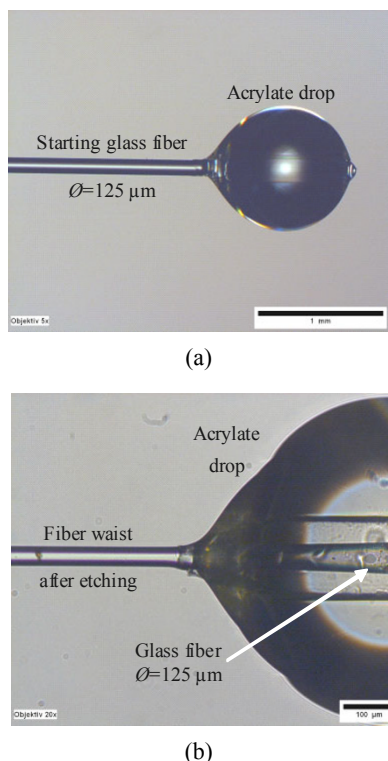 Acrylate drop
Starting glass fiber
Ø=125 µm
Objektiv 5x
1 mm
(a)
Acrylate
drop
Fiber waist
after etching
Glass fiber
Ø=125 µm
Objektiv 20x
100 µm
(b)